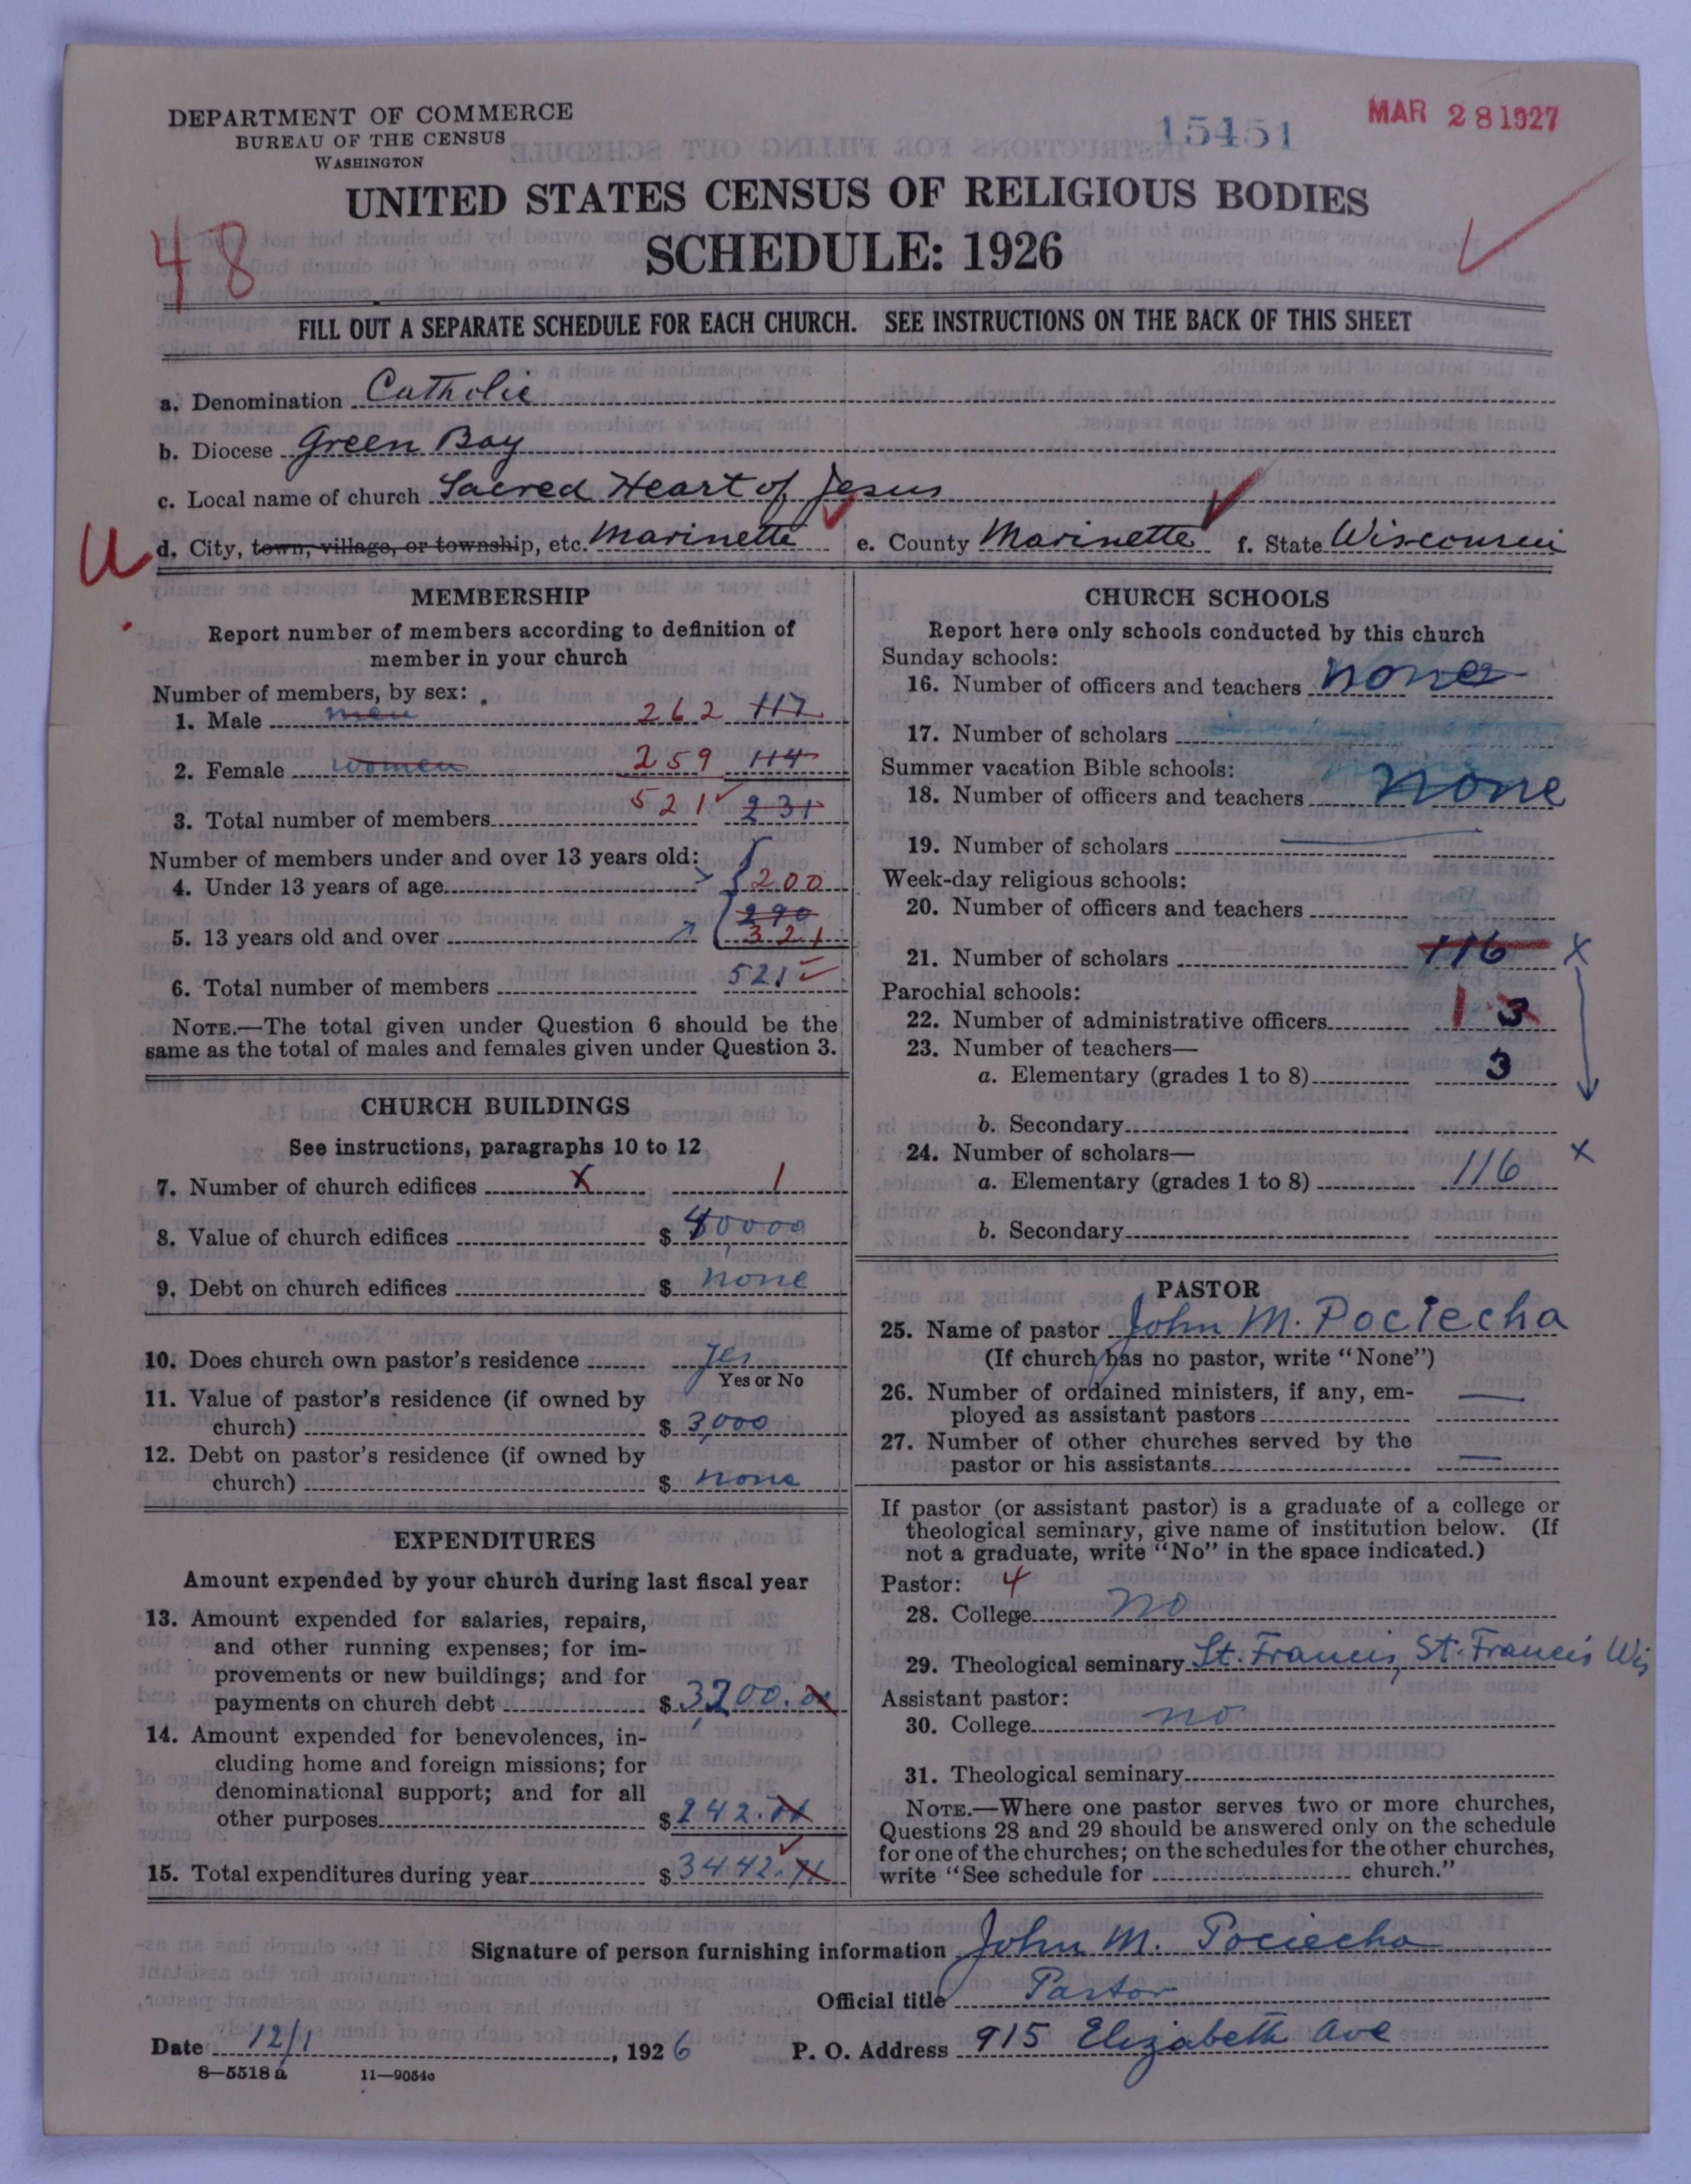 DEPARTMENT OF COMMERCE
BUREAU OF THE CENSUS
WASHINGTON
15451
MAR 28 1927
UNITED STATES CENSUS OF RELIGIOUS BODIES
SCHEDULE: 1926
48
FILL OUT A SEPARATE SCHEDULE FOR EACH CHURCH. SEE INSTRUCTIONS ON THE BACK OF THIS SHEET
a. Denomination Catholic
b. Diocese Green Bay
c. Local name of church Sacred Heart of Jesus
U d. City, town, village, or township, etc. Marinette e. County Marinette f. State Wisconsin
MEMBERSHIP
Report number of members according to definition of
member in your church
Number of members, by sex:
1. Male men 262 117
2. Female women 259 114
3. Total number of members 521 231
Number of members under and over 13 years old:
4. Under 13 years of age 200
290
5. 13 years old and over 321
6. Total number of members 521
NOTE.—The total given under Question 6 should be the
same as the total of males and females given under Question 3.
CHURCH BUILDINGS
See instructions, paragraphs 10 to 12
7. Number of church edifices X 1
8. Value of church edifices $ 40000
9. Debt on church edifices $ none
10. Does church own pastor's residence yes
Yes or No
11. Value of pastor's residence (if owned by
church) $ 3,000
12. Debt on pastor's residence (if owned by
church) $ none
EXPENDITURES
Amount expended by your church during last fiscal year
13. Amount expended for salaries, repairs,
and other running expenses; for im-
provements or new buildings; and for
payments on church debt $ 3200.00
14. Amount expended for benevolences, in-
cluding home and foreign missions; for
denominational support; and for all
other purposes $ 242.
15. Total expenditures during year $ 3442.
CHURCH SCHOOLS
Report here only schools conducted by this church
Sunday schools:
16. Number of officers and teachers none
17. Number of scholars
Summer vacation Bible schools:
18. Number of officers and teachers none
19. Number of scholars
Week-day religious schools:
20. Number of officers and teachers
21. Number of scholars 116 x
Parochial schools:
22. Number of administrative officers 1 3
23. Number of teachers—
a. Elementary (grades 1 to 8) 3
b. Secondary
24. Number of scholars— x
a. Elementary (grades 1 to 8) 116
b. Secondary
PASTOR
25. Name of pastor John M. Pociecha
(If church has no pastor, write "None")
26. Number of ordained ministers, if any, em-
ployed as assistant pastors —
27. Number of other churches served by the
pastor or his assistants —
If pastor (or assistant pastor) is a graduate of a college or
theological seminary, give name of institution below. (If
not a graduate, write "No" in the space indicated.)
Pastor: 4
28. College no
29. Theological seminary St. Francis, St. Francis Wis
Assistant pastor:
30. College no
31. Theological seminary
NOTE.—Where one pastor serves two or more churches,
Questions 28 and 29 should be answered only on the schedule
for one of the churches; on the schedules for the other churches,
write "See schedule for church."
Signature of person furnishing information John M. Pociecha
Official title Pastor
Date 12/1, 1926 P. O. Address 915 Elizabeth Ave
8—5518 a 11—9054a